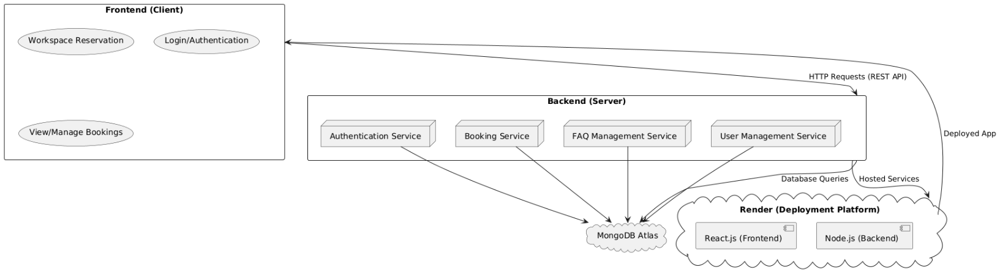 Frontend (Client)
Workspace Reservation
Login/Authentication
View/Manage Bookings
HTTP Requests (REST API)
Backend (Server)
Authentication Service
Booking Service
FAQ Management Service
User Management Service
Deployed App
Database Queries
Hosted Services
Render (Deployment Platform)
MongoDB Atlas
React.js (Frontend)
Node.js (Backend)